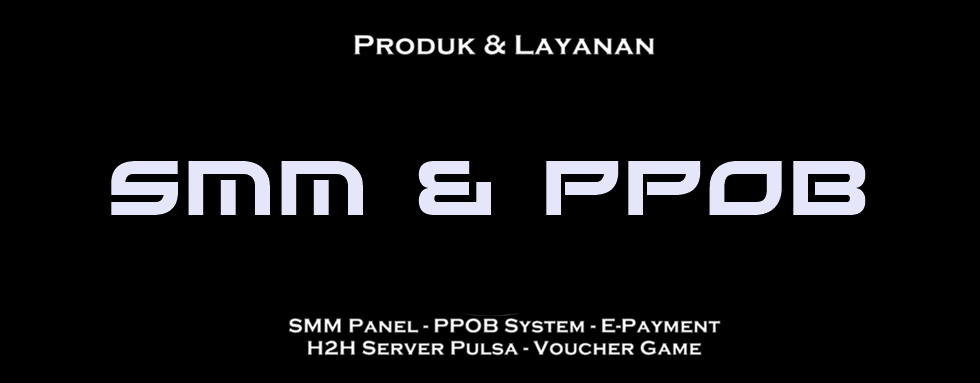 Produk & Layanan
SMM & PPOB
SMM Panel - PPOB System - E-Payment
H2H Server Pulsa - Voucher Game